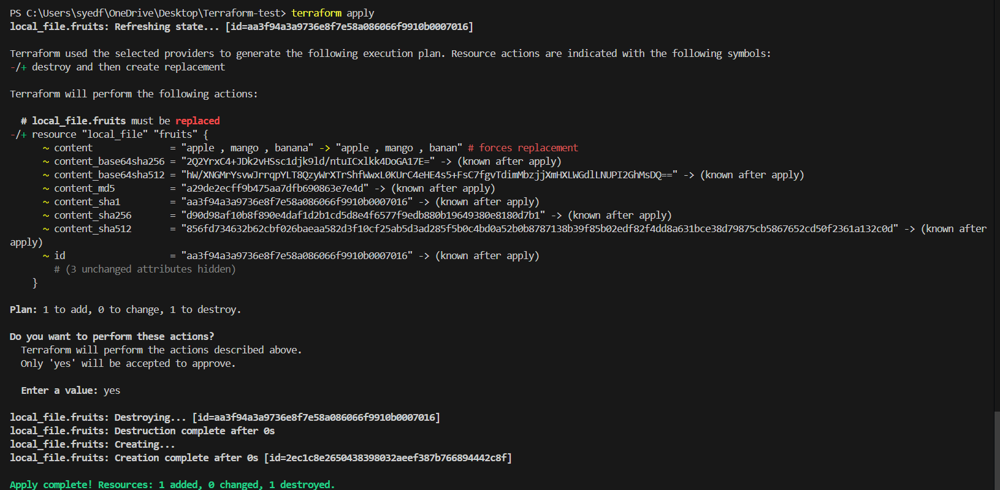 PS C:\Users\syedf\OneDrive\Desktop\Terraform-test> terraform apply
local_file.fruits: Refreshing state... [id=aa3f94a3a9736e8f7e58a086066f9910b0007016]
Terraform used the selected providers to generate the following execution plan. Resource actions are indicated with the following symbols:
-/+ destroy and then create replacement
Terraform will perform the following actions:
  # local_file.fruits must be replaced
-/+ resource "local_file" "fruits" {
      ~ content              = "apple , mango , banana" -> "apple , mango , banan" # forces replacement
      ~ content_base64sha256 = "2Q2YrxC4+JDk2vHSsc1djk9ld/ntuICxlkk4DoGA17E=" -> (known after apply)
      ~ content_base64sha512 = "hW/XNGMrYsvwJrrqpYLT8QzyWrXTrShfWwxL0KUrC4eHE4s5+FsC7fgvTdimMbzjjXmHXLWGdlLNUPI2GhMsDQ==" -> (known after apply)
      ~ content_md5          = "a29de2ecff9b475aa7dfb690863e7e4d" -> (known after apply)
      ~ content_sha1         = "aa3f94a3a9736e8f7e58a086066f9910b0007016" -> (known after apply)
      ~ content_sha256       = "d90d98af10b8f890e4daf1d2b1cd5d8e4f6577f9edb880b19649380e8180d7b1" -> (known after apply)
      ~ content_sha512       = "856fd734632b62cbf026baeaa582d3f10cf25ab5d3ad285f5b0c4bd0a52b0b8787138b39f85b02edf82f4dd8a631bce38d79875cb5867652cd50f2361a132c0d" -> (known after
apply)
      ~ id                   = "aa3f94a3a9736e8f7e58a086066f9910b0007016" -> (known after apply)
        # (3 unchanged attributes hidden)
    }
Plan: 1 to add, 0 to change, 1 to destroy.
Do you want to perform these actions?
  Terraform will perform the actions described above.
  Only 'yes' will be accepted to approve.
  Enter a value: yes
local_file.fruits: Destroying... [id=aa3f94a3a9736e8f7e58a086066f9910b0007016]
local_file.fruits: Destruction complete after 0s
local_file.fruits: Creating...
local_file.fruits: Creation complete after 0s [id=2ec1c8e2650438398032aeef387b766894442c8f]
Apply complete! Resources: 1 added, 0 changed, 1 destroyed.